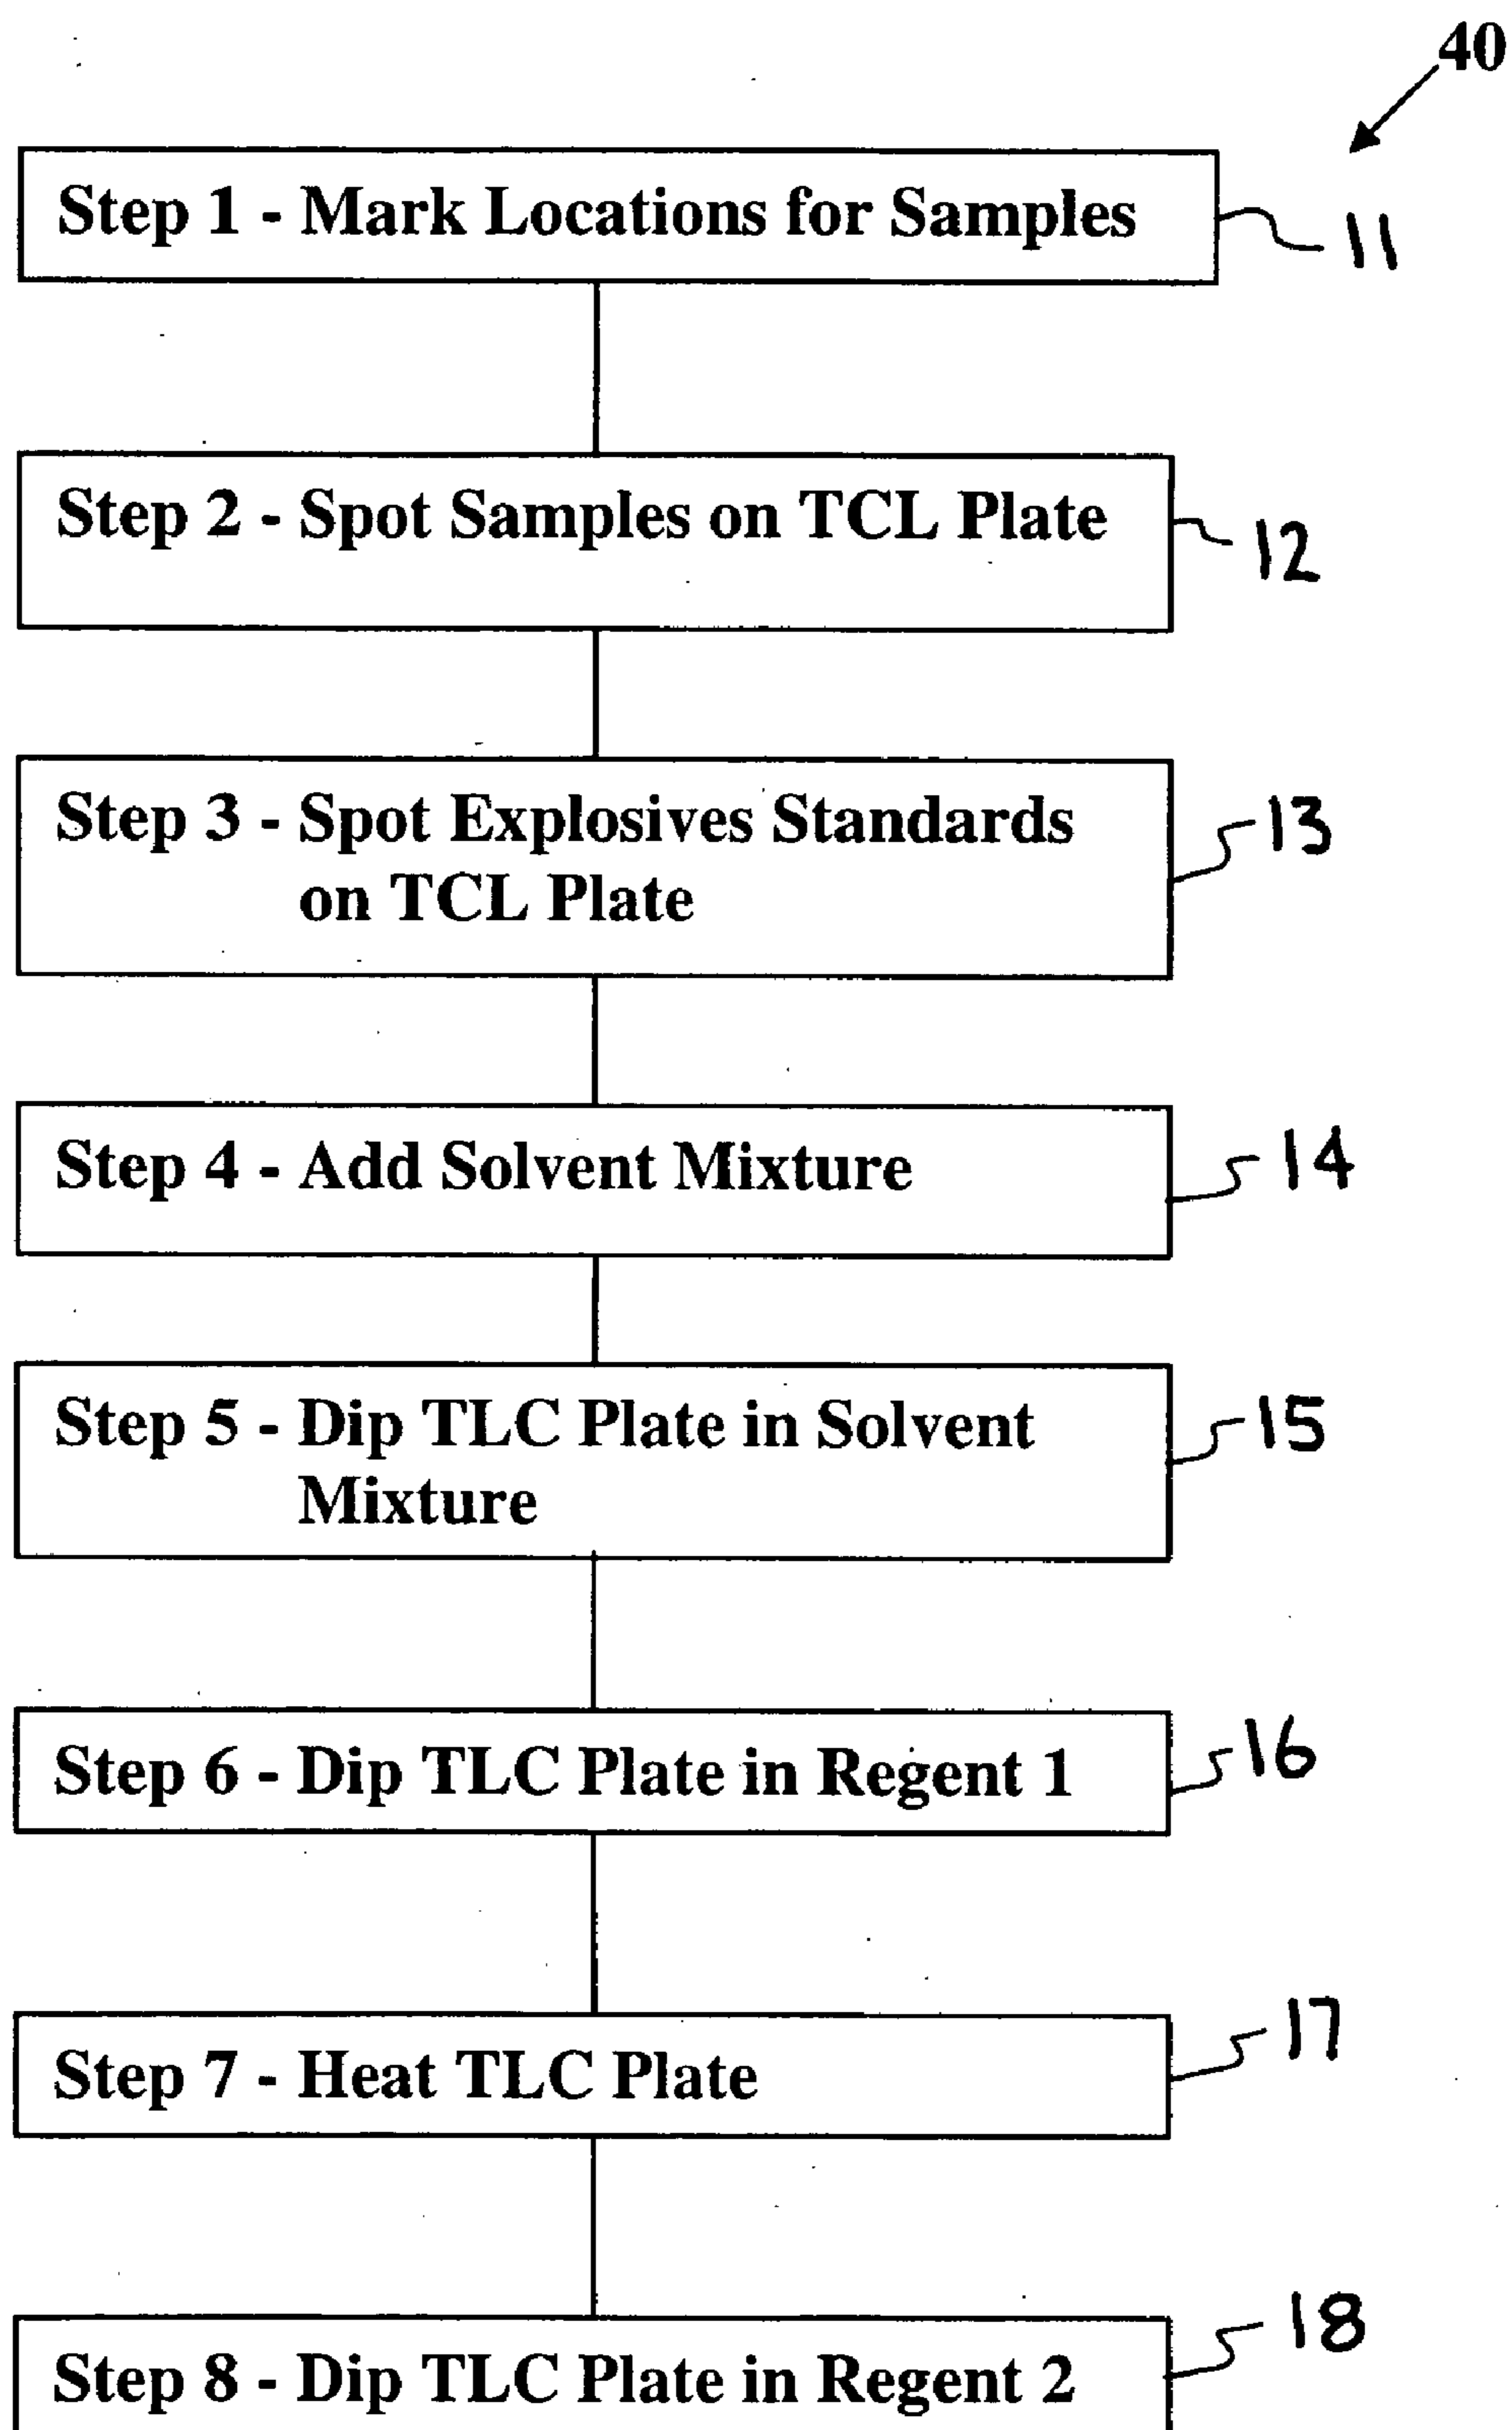 40
Step 1 - Mark Locations for Samples
11
Step 2 - Spot Samples on TCL Plate
12
Step 3 - Spot Explosives Standards
on TCL Plate
13
Step 4 - Add Solvent Mixture
14
Step 5 - Dip TLC Plate in Solvent
Mixture
15
Step 6 - Dip TLC Plate in Regent 1
16
Step 7 - Heat TLC Plate
17
Step 8 - Dip TLC Plate in Regent 2
18